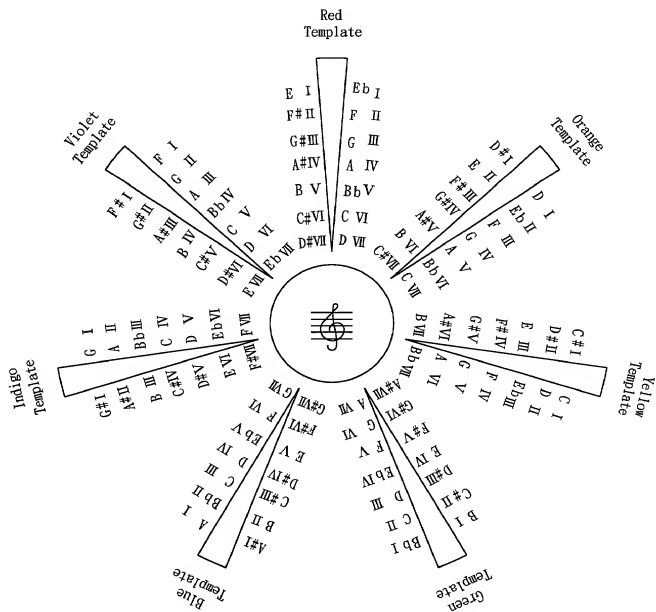 Red
Template
E I
F# II
G# III
A# IV
B V
C# VI
D# VII
Eb I
F II
G III
A IV
Bb V
C VI
D VII
Orange
Template
D# I
E II
F# III
G# IV
A# V
B VI
C# VII
D I
Eb II
F III
G IV
A V
Bb VI
C VII
Yellow
Template
C# I
D# II
E III
F# IV
G# V
A# VI
B VII
C I
D II
Eb III
F IV
G V
A VI
Bb VII
Green
Template
B I
C# II
D# III
E IV
F# V
G# VI
A# VII
Bb I
C II
D III
Eb IV
F V
G VI
A VII
Blue
Template
A# I
B II
C# III
D# IV
E V
F# VI
G# VII
A I
Bb II
C III
D IV
Eb V
F VI
G VII
Indigo
Template
G# I
A# II
B III
C# IV
D# V
E VI
F# VII
G I
A II
Bb III
C IV
D V
Eb VI
F VII
Violet
Template
F# I
G# II
A# III
B IV
C# V
D# VI
E VII
F I
G II
A III
Bb IV
C V
D VI
Eb VII